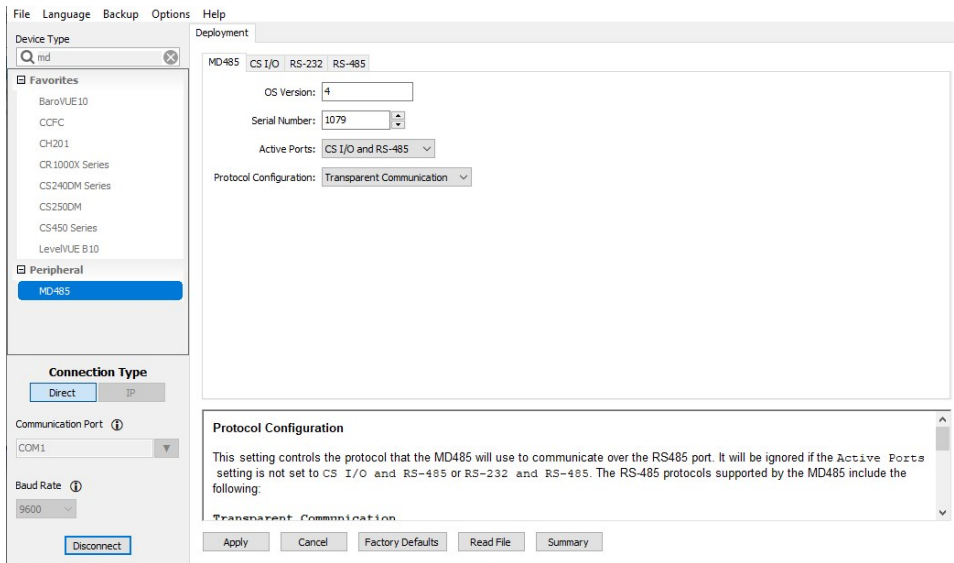 File Language Backup Options Help
Device Type
md
Favorites
BaroVUE10
CCFC
CH201
CR1000X Series
CS240DM Series
CS250DM
CS450 Series
LevelVUE B10
Peripheral
MD485
Connection Type
Direct IP
Communication Port
COM1
Baud Rate
9600
Disconnect
Deployment
MD485 CS I/O RS-232 RS-485
OS Version: 4
Serial Number: 1079
Active Ports: CS I/O and RS-485
Protocol Configuration: Transparent Communication
Protocol Configuration
This setting controls the protocol that the MD485 will use to communicate over the RS485 port. It will be ignored if the Active Ports
setting is not set to CS I/O and RS-485 or RS-232 and RS-485. The RS-485 protocols supported by the MD485 include the
following:
Transparent Communication
Apply Cancel Factory Defaults Read File Summary